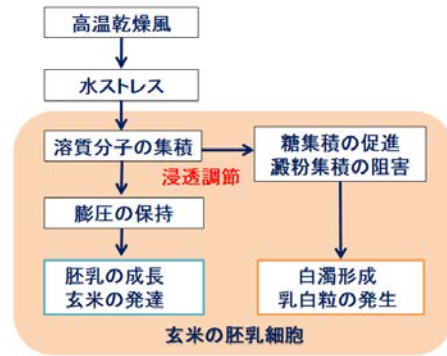 高温乾燥風
水ストレス
溶質分子の集積
浸透調節
糖集積の促進
澱粉集積の阻害
膨圧の保持
胚乳の成長
玄米の発達
白濁形成
乳白粒の発生
玄米の胚乳細胞